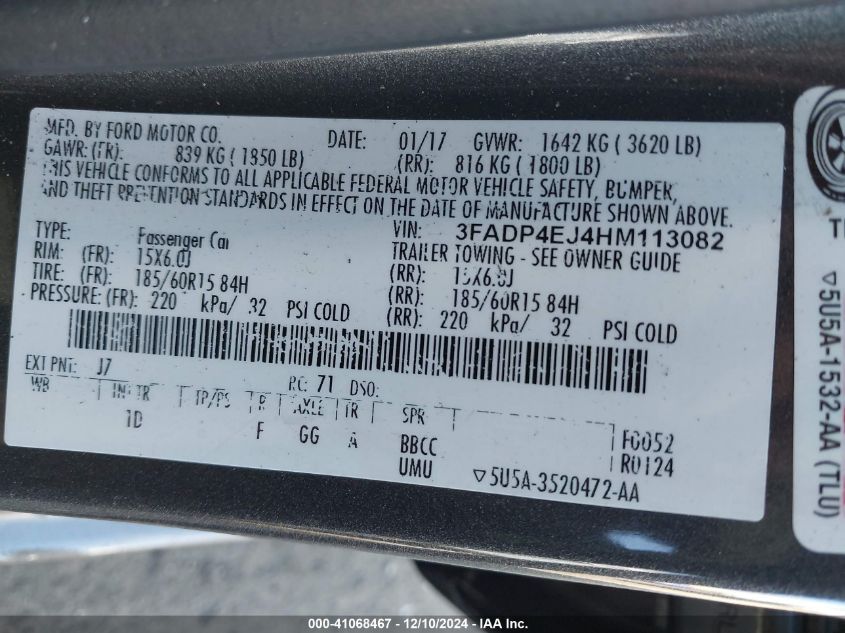 MFD. BY FORD MOTOR CO.
DATE: 01/17 GVWR: 1642 KG ( 3620 LB)
GAWR: (FR): 839 KG ( 1850 LB) (RR): 816 KG ( 1800 LB)
THIS VEHICLE CONFORMS TO ALL APPLICABLE FEDERAL MOTOR VEHICLE SAFETY, BUMPER,
AND THEFT PREVENTION STANDARDS IN EFFECT ON THE DATE OF MANUFACTURE SHOWN ABOVE.
VIN: 3FADP4EJ4HM113082
TYPE: Passenger Car TRAILER TOWING - SEE OWNER GUIDE
RIM: (FR): 15X6.0J (RR): 15X6.0J
TIRE: (FR): 185/60R15 84H (RR): 185/60R15 84H
PRESSURE: (FR): 220 kPa/ 32 PSI COLD (RR): 220 kPa/ 32 PSI COLD
EXT PNT: J7 RC: 71 DSO:
WB INT TR TP/PS R AXLE TR SPR
1D F GG A BBCC F0052
UMU R0124
▽5U5A-3520472-AA
▽5U5A-1532-AA (TLU)
000-41068467 - 12/10/2024 - IAA Inc.